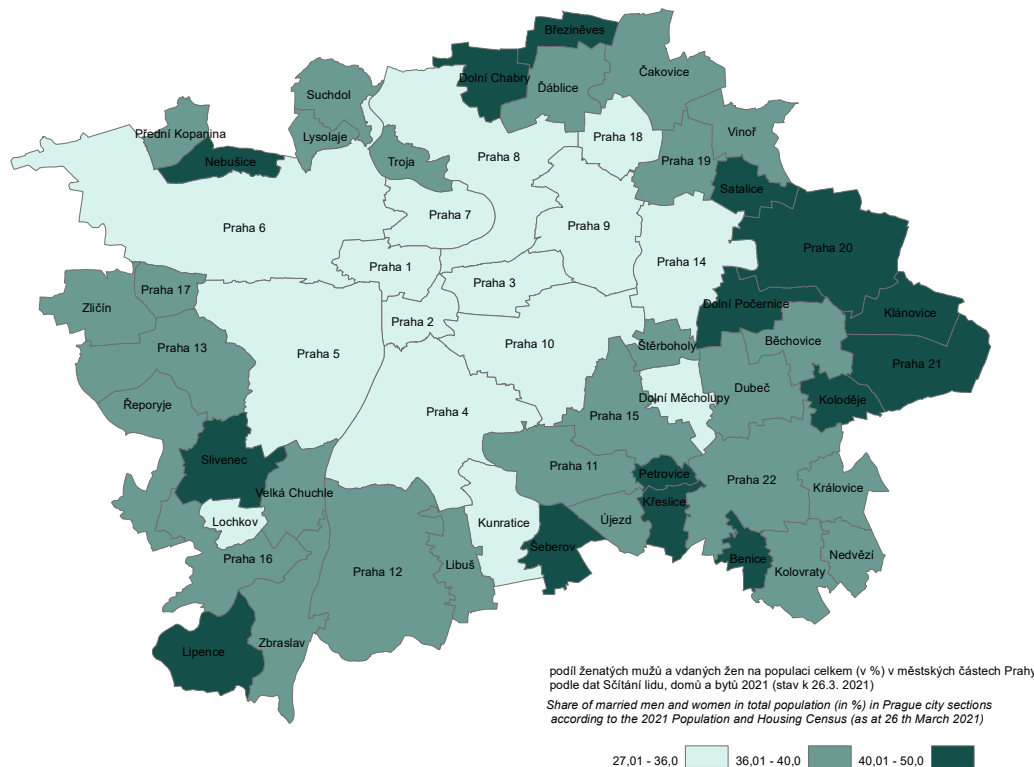 Březiněves
Dolní Chabry
Čakovice
Ďáblice
Suchdol
Přední Kopanina
Lysolaje
Praha 18
Vinoř
Nebušice
Troja
Praha 8
Praha 19
Satalice
Praha 7
Praha 6
Praha 9
Praha 20
Praha 14
Praha 1
Praha 3
Praha 17
Zličín
Dolní Počernice
Klánovice
Praha 2
Praha 13
Praha 5
Praha 10
Štěrboholy
Běchovice
Praha 21
Dubeč
Dolní Měcholupy
Koloděje
Řeporyje
Praha 4
Praha 15
Slivenec
Praha 11
Petrovice
Praha 22
Královice
Velká Chuchle
Křeslice
Lochkov
Kunratice
Újezd
Šeberov
Nedvězí
Praha 16
Libuš
Praha 12
Benice
Kolovraty
Zbraslav
Lipence
podíl ženatých mužů a vdaných žen na populaci celkem (v %) v městských částech Prahy
podle dat Sčítání lidu, domů a bytů 2021 (stav k 26.3. 2021)
Share of married men and women in total population (in %) in Prague city sections
according to the 2021 Population and Housing Census (as at 26 th March 2021)
27,01 - 36,0 36,01 - 40,0 40,01 - 50,0